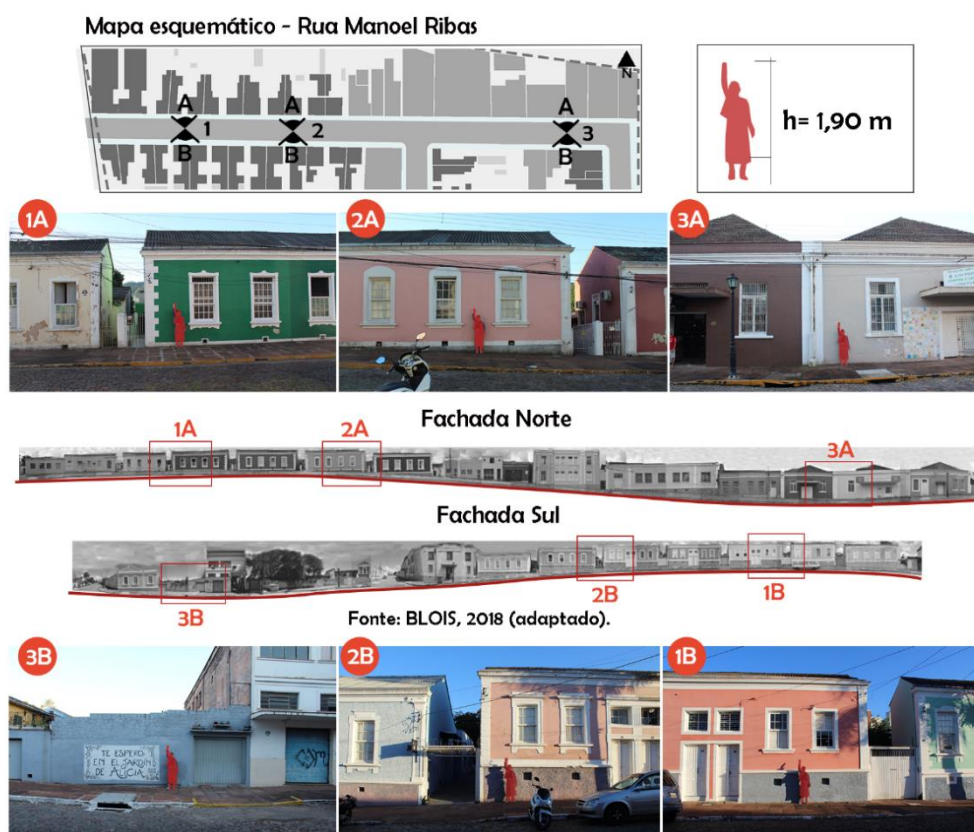 Mapa esquemático - Rua Manoel Ribas
N
A
A
A
1
2
3
B
B
B
h= 1,90 m
1A
2A
3A
Fachada Norte
1A
2A
3A
Fachada Sul
3B
2B
1B
Fonte: BLOIS, 2018 (adaptado).
3B
2B
1B
TE ESPERO
EN EL JARDIN
DE ALICIA